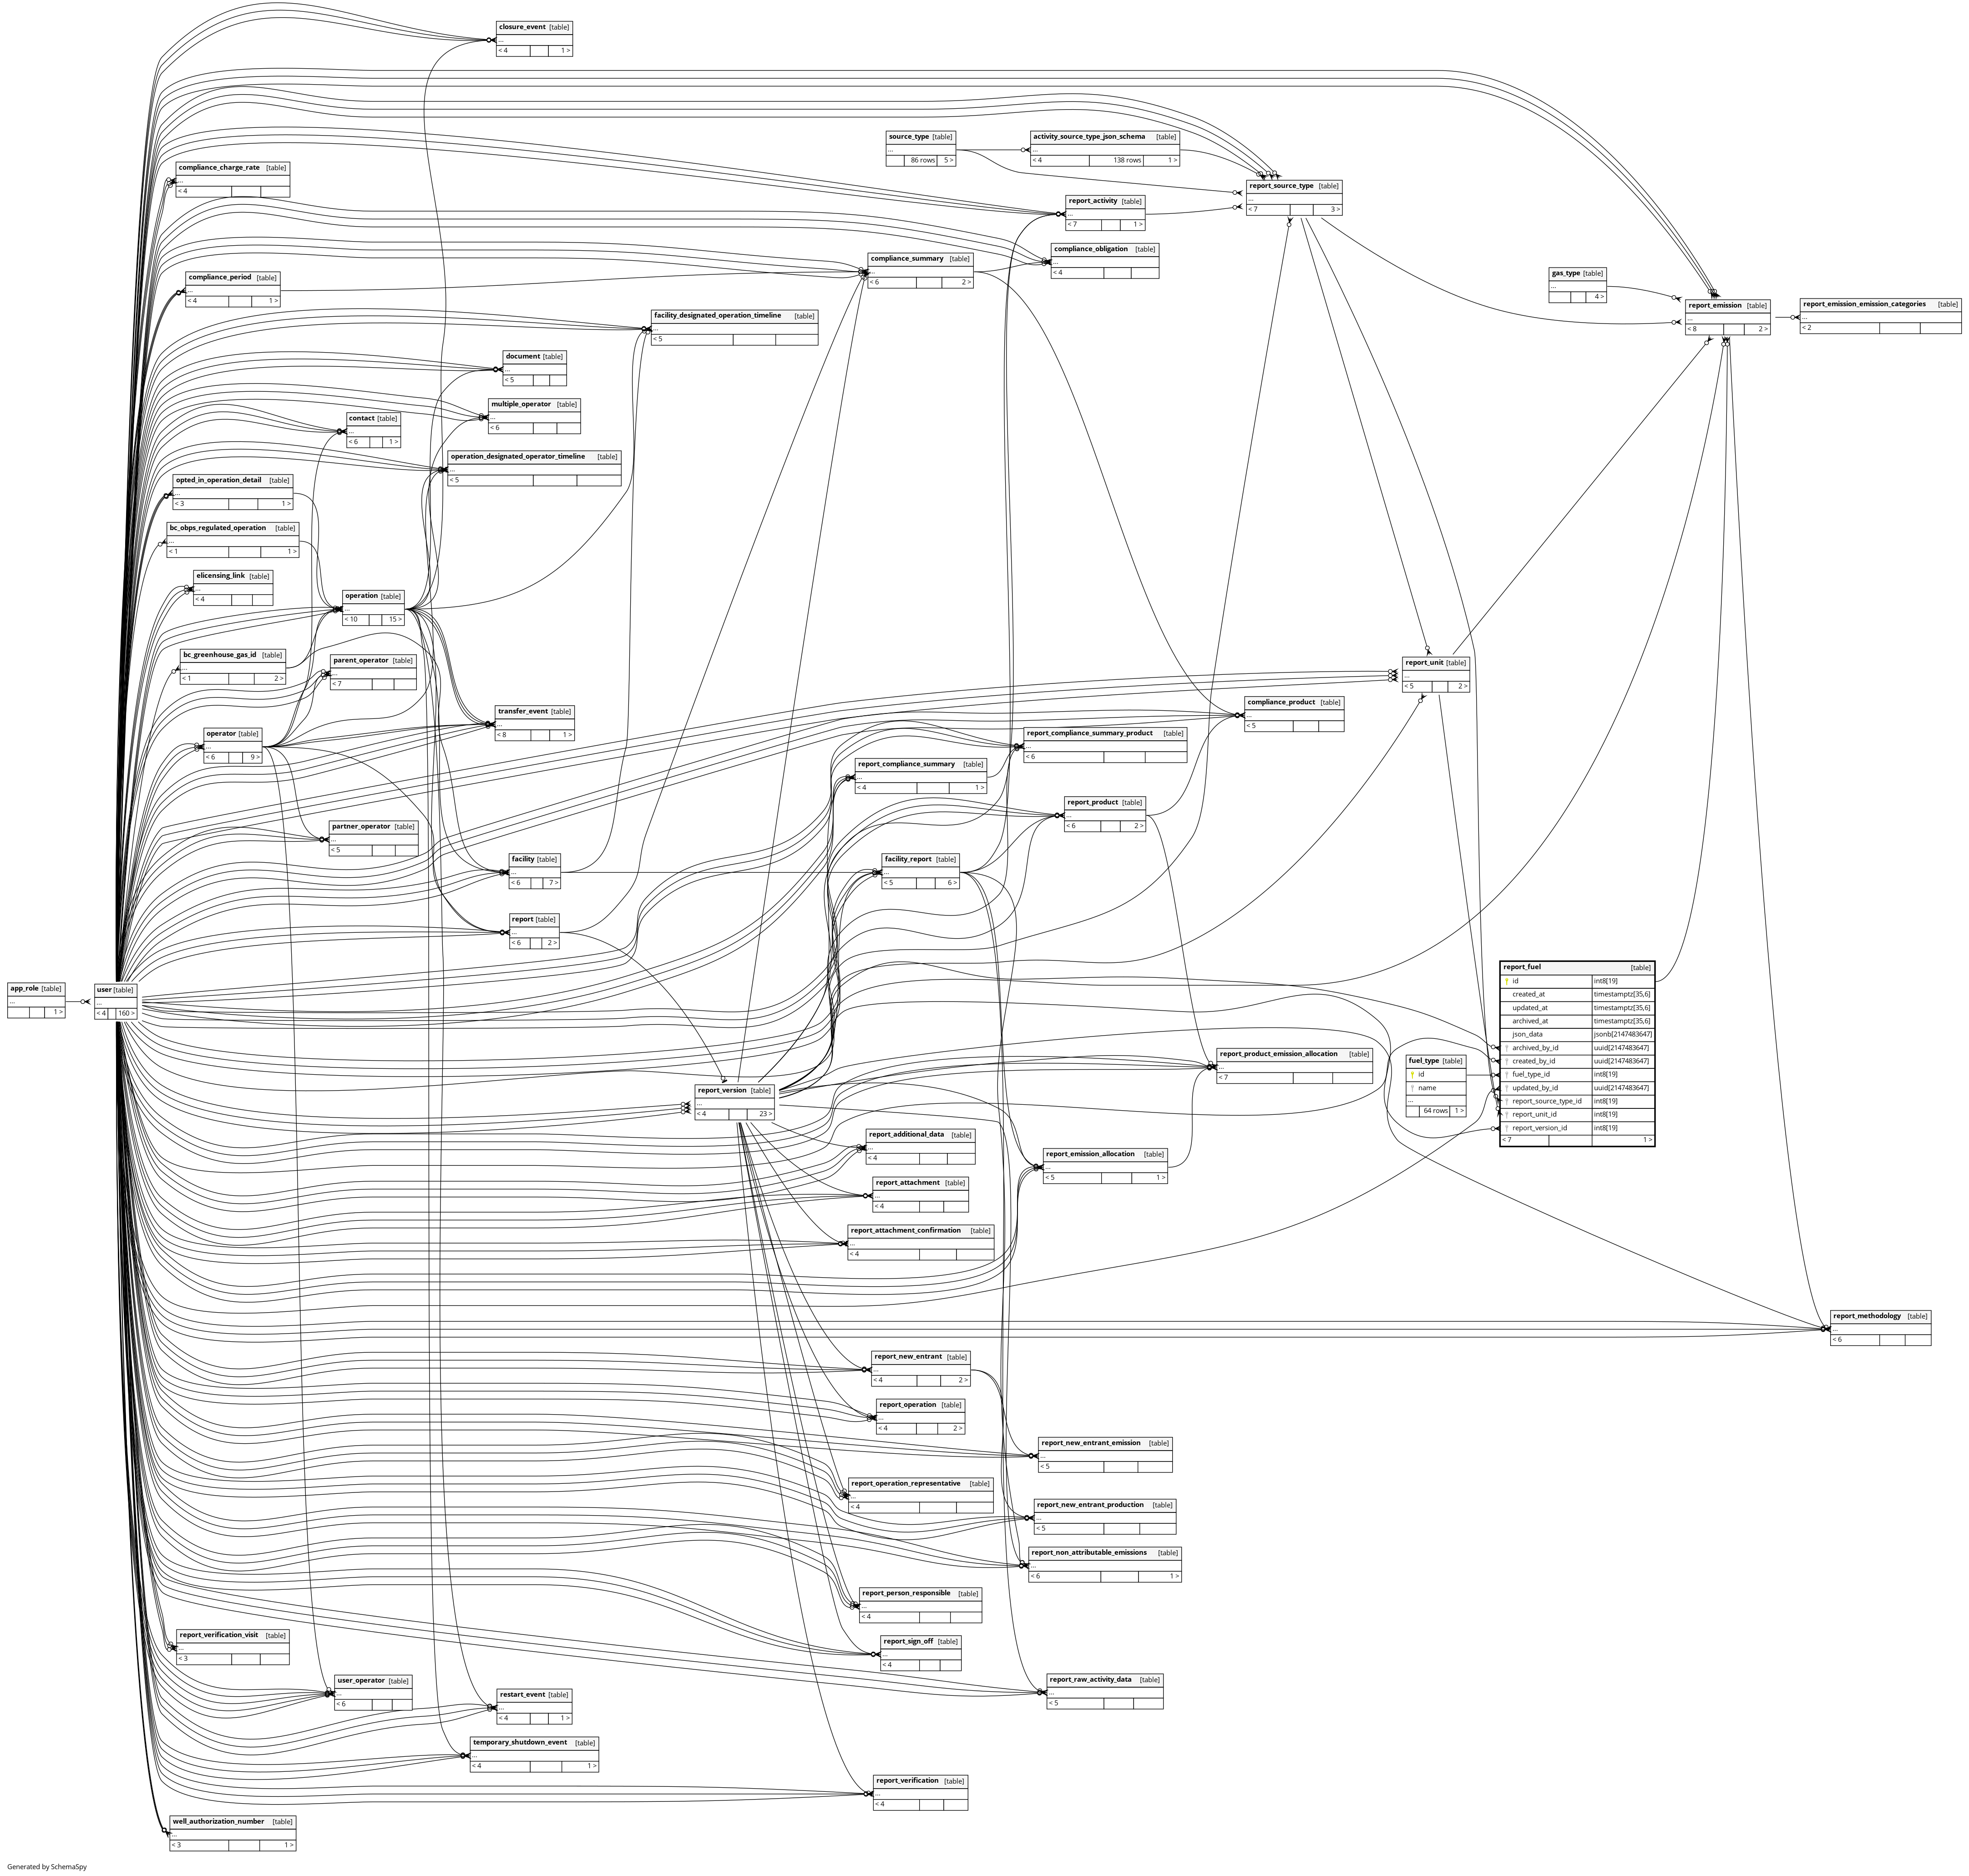 closure_event [table]
...
< 4 1 >
source_type [table]
...
86 rows 5 >
activity_source_type_json_schema [table]
...
< 4 138 rows 1 >
compliance_charge_rate [table]
...
< 4
report_source_type [table]
...
< 7 3 >
report_activity [table]
...
< 7 1 >
compliance_obligation [table]
...
< 4
compliance_summary [table]
...
< 6 2 >
gas_type [table]
...
4 >
compliance_period [table]
...
< 4 1 >
report_emission [table]
...
< 8 2 >
report_emission_emission_categories [table]
...
< 2
facility_designated_operation_timeline [table]
...
< 5
document [table]
...
< 5
multiple_operator [table]
...
< 6
contact [table]
...
< 6 1 >
operation_designated_operator_timeline [table]
...
< 5
opted_in_operation_detail [table]
...
< 3 1 >
bc_obps_regulated_operation [table]
...
< 1 1 >
elicensing_link [table]
...
< 4
operation [table]
...
< 10 15 >
bc_greenhouse_gas_id [table]
...
< 1 2 >
parent_operator [table]
...
< 7
report_unit [table]
...
< 5 2 >
compliance_product [table]
...
< 5
transfer_event [table]
...
< 8 1 >
operator [table]
...
< 6 9 >
report_compliance_summary_product [table]
...
< 6
report_compliance_summary [table]
...
< 4 1 >
report_product [table]
...
< 6 2 >
partner_operator [table]
...
< 5
facility [table]
...
< 6 7 >
facility_report [table]
...
< 5 6 >
report [table]
...
< 6 2 >
app_role [table]
...
1 >
user [table]
...
< 4 160 >
report_fuel [table]
id int8[19]
created_at timestamptz[35,6]
updated_at timestamptz[35,6]
archived_at timestamptz[35,6]
json_data jsonb[2147483647]
archived_by_id uuid[2147483647]
created_by_id uuid[2147483647]
fuel_type_id int8[19]
updated_by_id uuid[2147483647]
report_source_type_id int8[19]
report_unit_id int8[19]
report_version_id int8[19]
< 7 1 >
fuel_type [table]
id
name
...
64 rows 1 >
report_product_emission_allocation [table]
...
< 7
report_version [table]
...
< 4 23 >
report_additional_data [table]
...
< 4
report_emission_allocation [table]
...
< 5 1 >
report_attachment [table]
...
< 4
report_attachment_confirmation [table]
...
< 4
report_methodology [table]
...
< 6
report_new_entrant [table]
...
< 4 2 >
report_operation [table]
...
< 4 2 >
report_new_entrant_emission [table]
...
< 5
report_operation_representative [table]
...
< 4
report_new_entrant_production [table]
...
< 5
report_non_attributable_emissions [table]
...
< 6 1 >
report_person_responsible [table]
...
< 4
report_verification_visit [table]
...
< 3
report_sign_off [table]
...
< 4
report_raw_activity_data [table]
...
< 5
user_operator [table]
...
< 6
restart_event [table]
...
< 4 1 >
temporary_shutdown_event [table]
...
< 4 1 >
report_verification [table]
...
< 4
well_authorization_number [table]
...
< 3 1 >
Generated by SchemaSpy